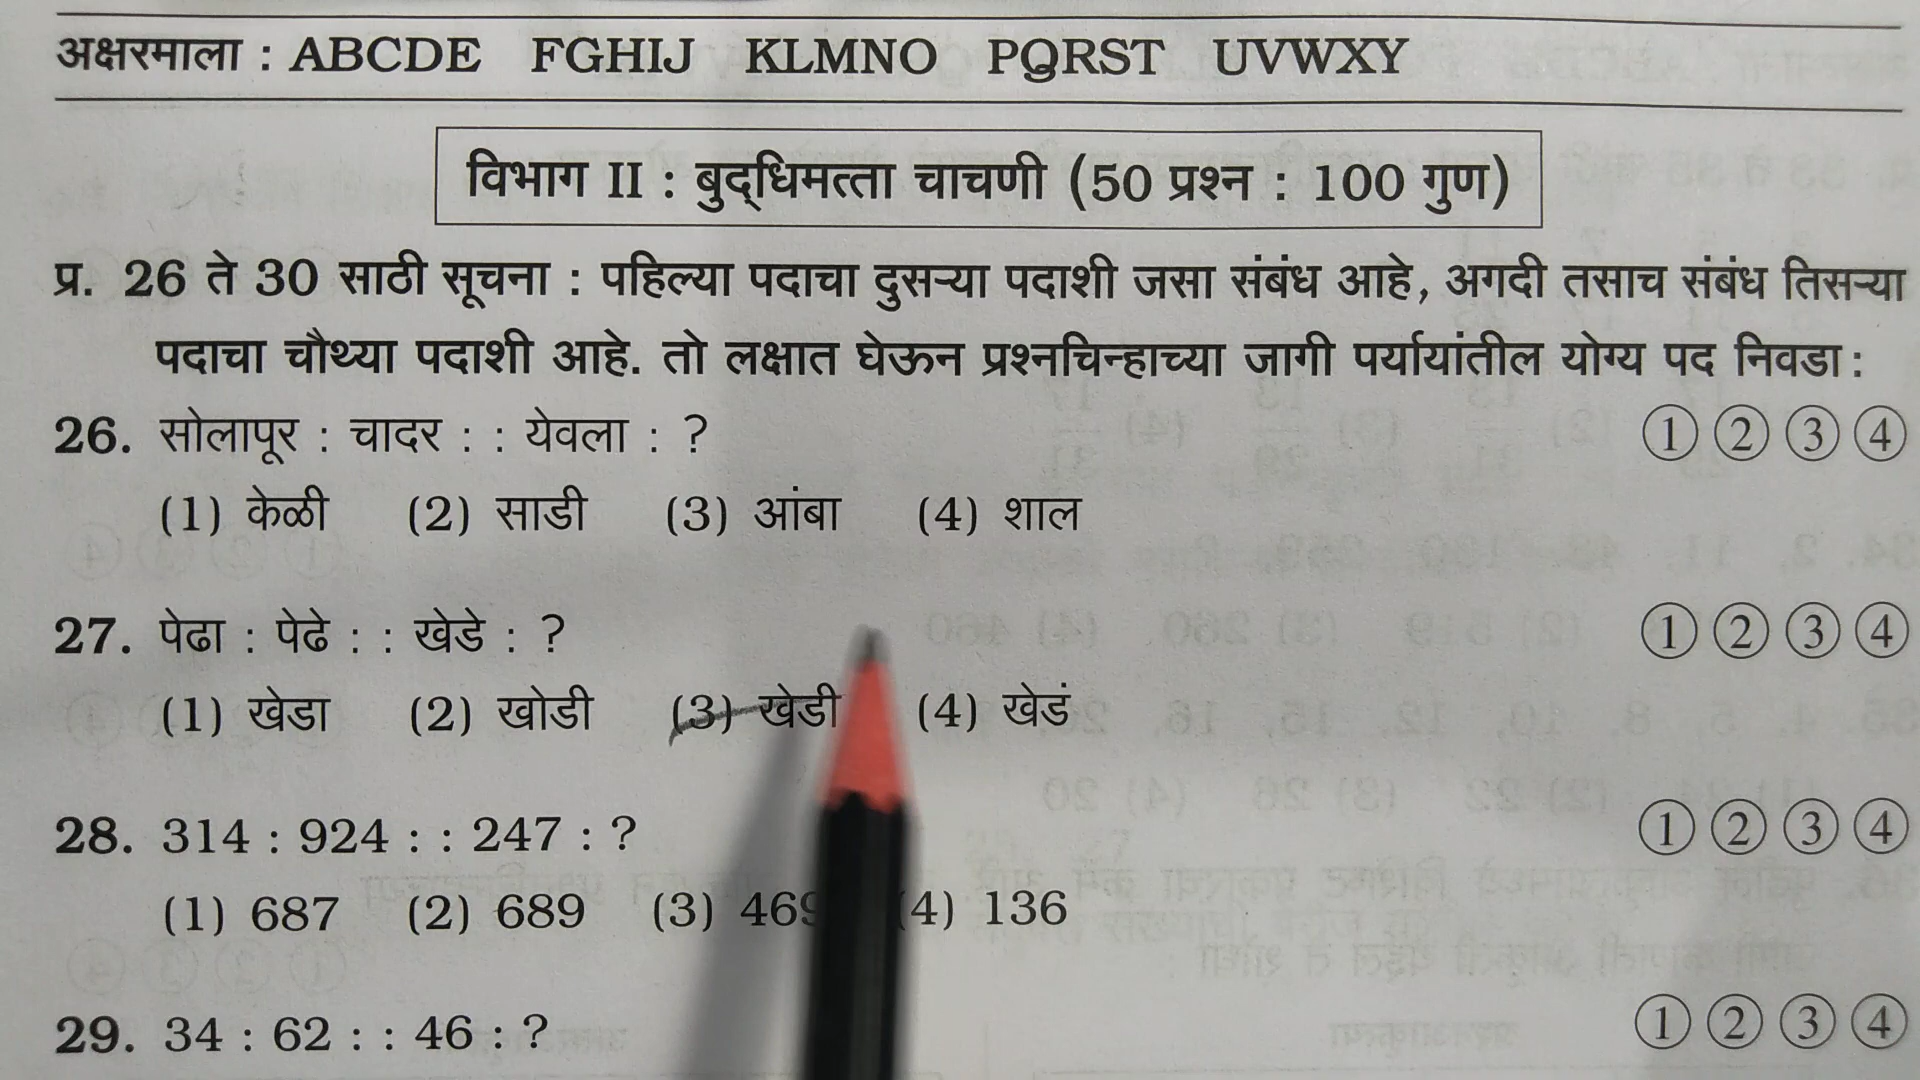 अक्षरमाला : ABCDE FGHIJ KLMNO PQRST UVWXY
विभाग II : बुद्‌धिमत्ता चाचणी (50 प्रश्न : 100 गुण)
प्र. 26 ते 30 साठी सूचना : पहिल्या पदाचा दुसऱ्या पदाशी जसा संबंध आहे, अगदी तसाच संबंध तिसऱ्या
पदाचा चौथ्या पदाशी आहे. तो लक्षात घेऊन प्रश्नचिन्हाच्या जागी पर्यायांतील योग्य पद निवडा :
26. सोलापूर : चादर : : येवला : ? ① ② ③ ④
(1) केळी (2) साडी (3) आंबा (4) शाल
27. पेढा : पेढे : : खेडे : ? ① ② ③ ④
(1) खेडा (2) खोडी (3) खेडी (4) खेडं
28. 314 : 924 : : 247 : ? ① ② ③ ④
(1) 687 (2) 689 (3) 469 (4) 136
29. 34 : 62 : : 46 : ? ① ② ③ ④